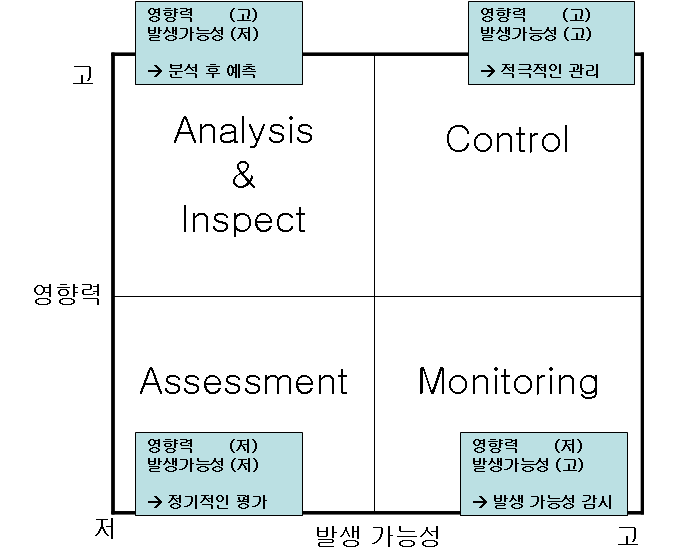 영향력 (고)
발생가능성 (저)
→ 분석 후 예측
영향력 (고)
발생가능성 (고)
→ 적극적인 관리
고
Analysis
&
Inspect
Control
영향력
Assessment
Monitoring
영향력 (저)
발생가능성 (저)
→ 정기적인 평가
영향력 (저)
발생가능성 (고)
→ 발생 가능성 감시
저
발생 가능성
고